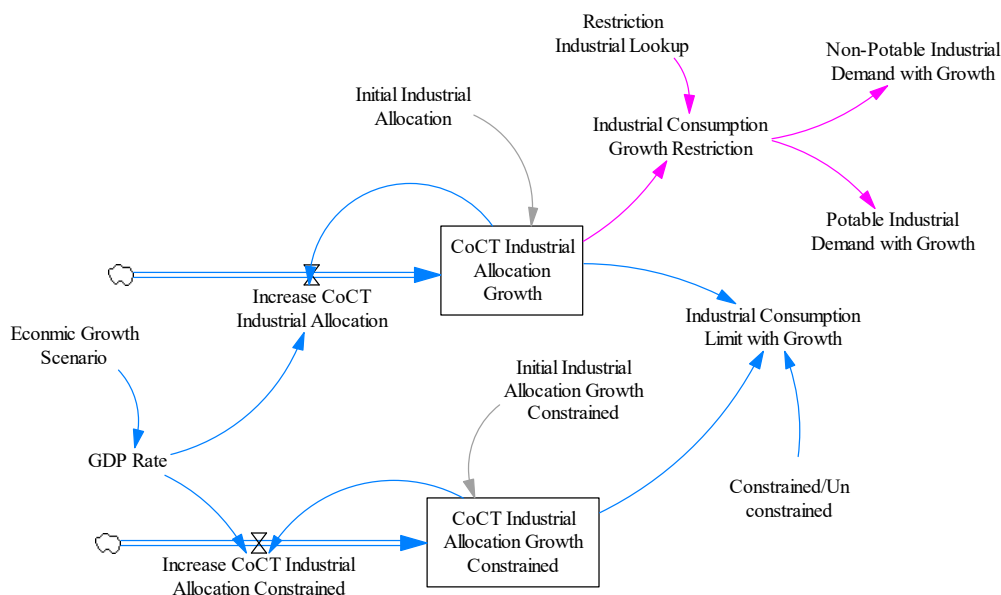 Restriction
Industrial Lookup
Non-Potable Industrial
Demand with Growth
Initial Industrial
Allocation
Industrial Consumption
Growth Restriction
Potable Industrial
Demand with Growth
CoCT Industrial
Allocation
Growth
Increase CoCT
Industrial Allocation
Industrial Consumption
Limit with Growth
Econmic Growth
Scenario
Initial Industrial
Allocation Growth
Constrained
GDP Rate
Constrained/Un
constrained
CoCT Industrial
Allocation Growth
Constrained
Increase CoCT Industrial
Allocation Constrained